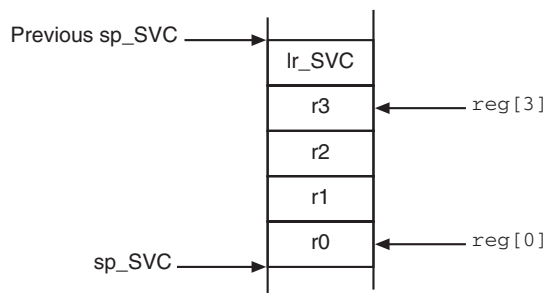 Previous sp_SVC
lr_SVC
r3
reg[3]
r2
r1
r0
reg[0]
sp_SVC